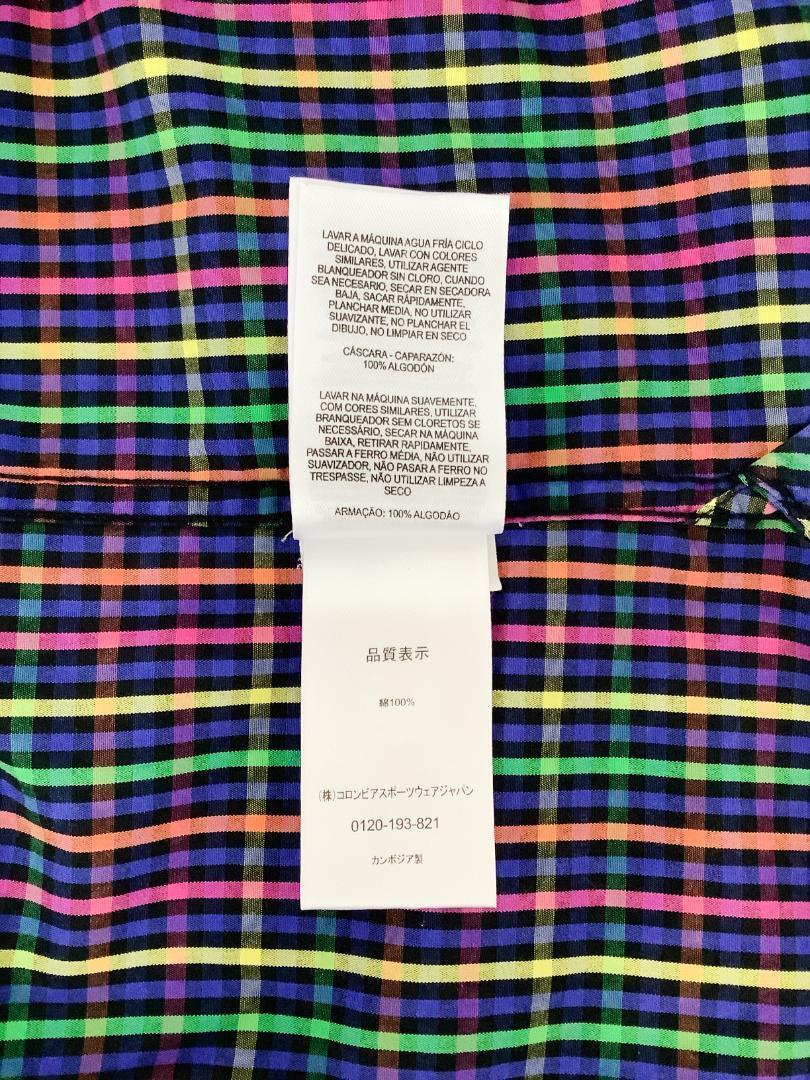 LAVAR A MÁQUINA AGUA FRÍA CICLO
DELICADO, LAVAR CON COLORES
SIMILARES, UTILIZAR AGENTE
BLANQUEADOR SIN CLORO, CUANDO
SEA NECESARIO, SECAR EN SECADORA
BAJA, SACAR RÁPIDAMENTE,
PLANCHAR MEDIA, NO UTILIZAR
SUAVIZANTE, NO PLANCHAR EL
DIBUJO, NO LIMPIAR EN SECO
CÁSCARA - CAPARAZÓN:
100% ALGODÓN
LAVAR NA MÁQUINA SUAVEMENTE,
COM CORES SIMILARES, UTILIZAR
BRANQUEADOR SEM CLORETOS SE
NECESSÁRIO, SECAR NA MÁQUINA
BAIXA, RETIRAR RAPIDAMENTE,
PASSAR A FERRO MÉDIA, NÃO UTILIZAR
SUAVIZADOR, NÃO PASAR A FERRO NO
TRESPASSE, NÃO UTILIZAR LIMPEZA A
SECO
ARMAÇÃO: 100% ALGODÃO
品質表示
綿100%
(株)コロンビアスポーツウェアジャパン
0120-193-821
カンボジア製